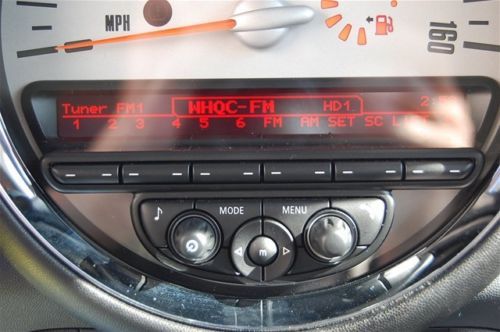 MPH
160
Tuner FM1 WHQC-FM HD1
1 2 3 4 5 6 FM AM SET SC
MODE MENU
m